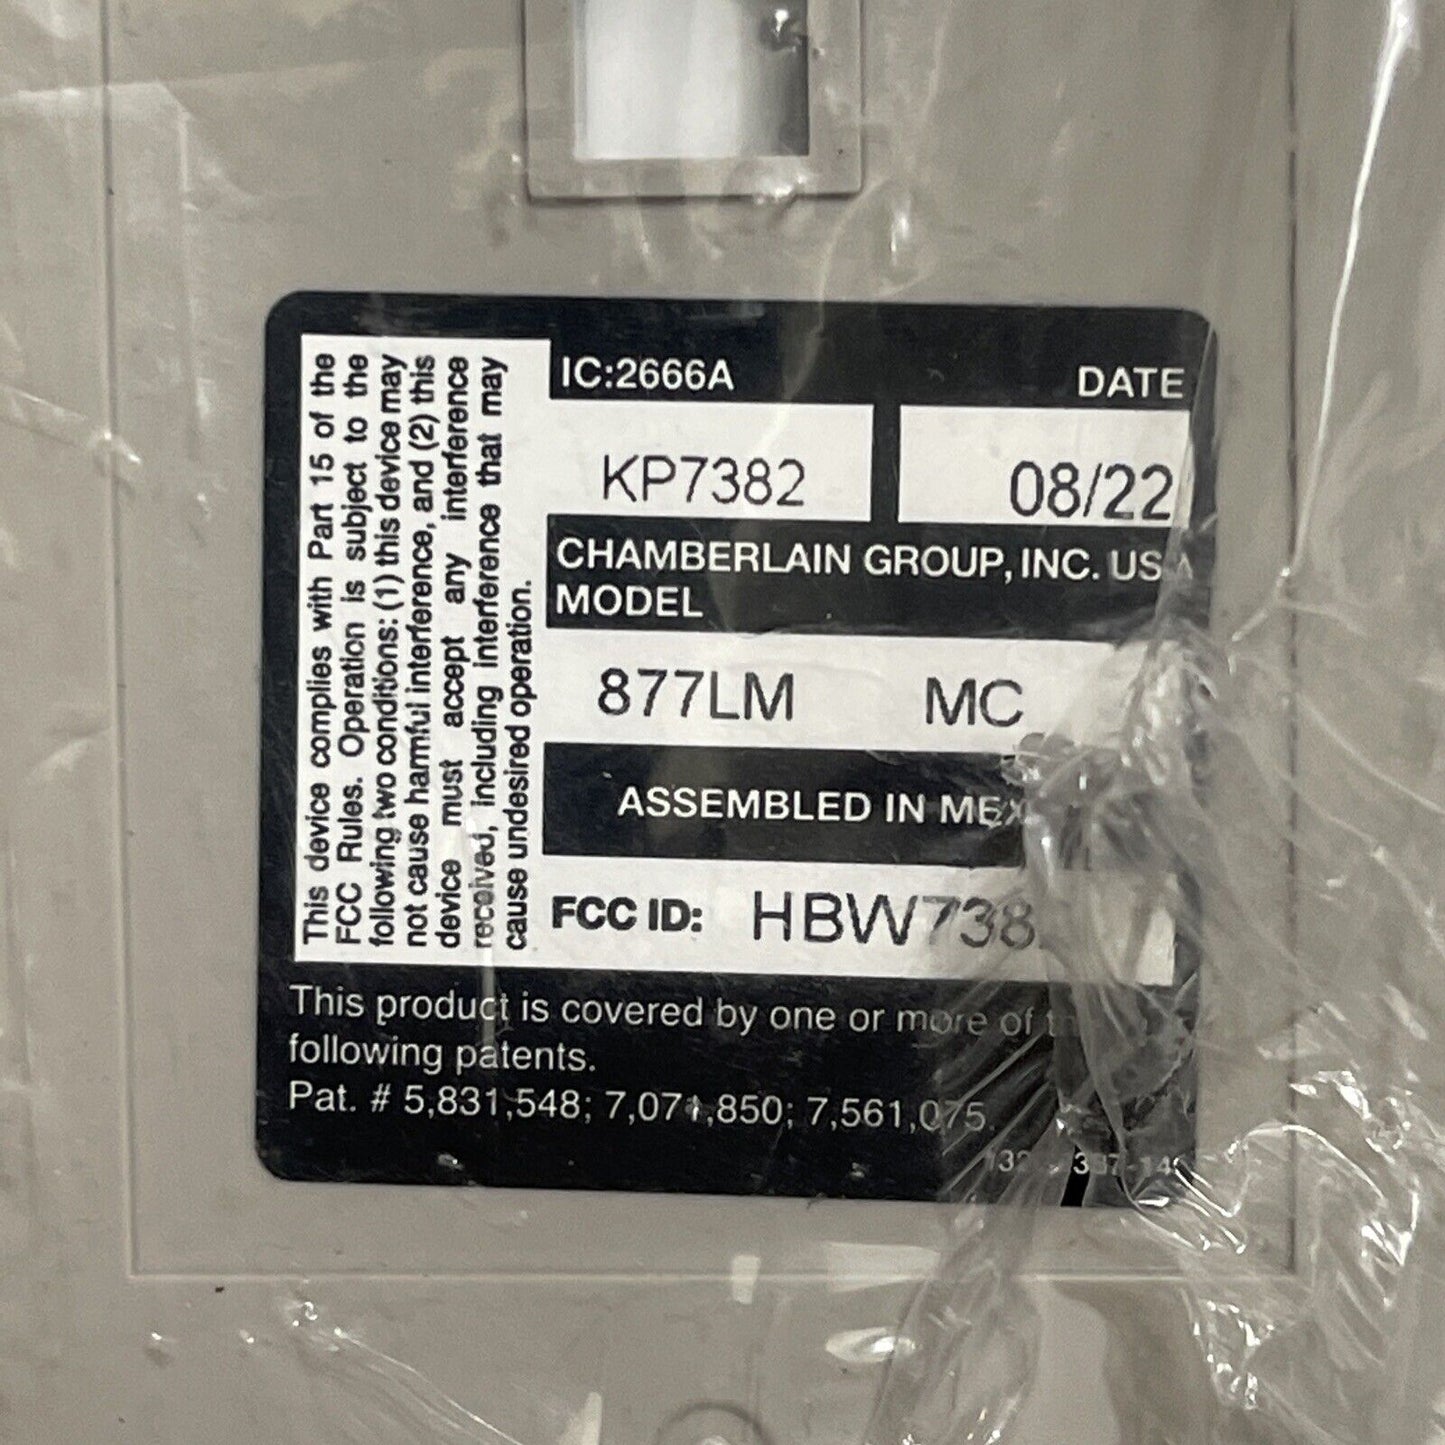 This device complies with Part 15 of the
FCC Rules. Operation is subject to the
following two conditions: (1) this device may
not cause harmful interference, and (2) this
device must accept any interference
received, including interference that may
cause undesired operation.
IC:2666A
DATE
KP7382
08/22
CHAMBERLAIN GROUP, INC. USA
MODEL
877LM MC
ASSEMBLED IN
FCC ID:
This product is covered by one or more of
following patents.
Pat. # 5,831,548; 7,071,850; 7,561,075.